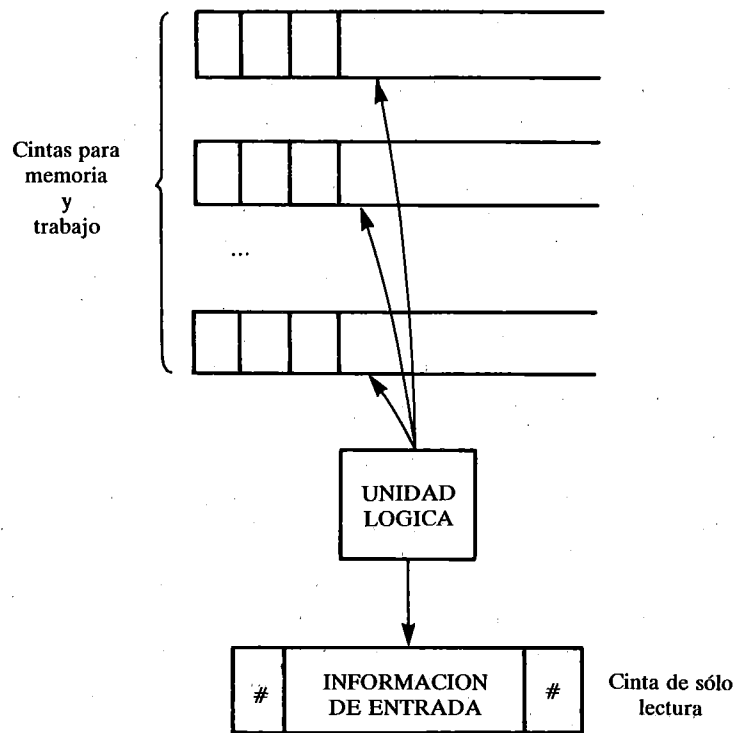 Cintas para
memoria
y
trabajo
...
UNIDAD
LOGICA
#
INFORMACION
DE ENTRADA
#
Cinta de sólo
lectura